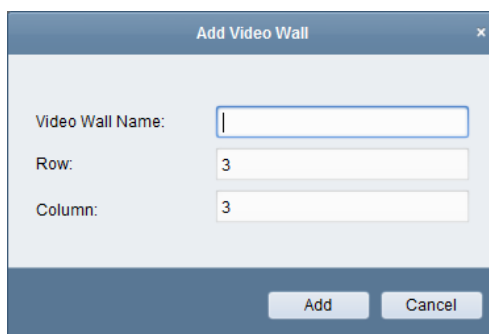 Add Video Wall ×
Video Wall Name:
Row: 3
Column: 3
Add Cancel